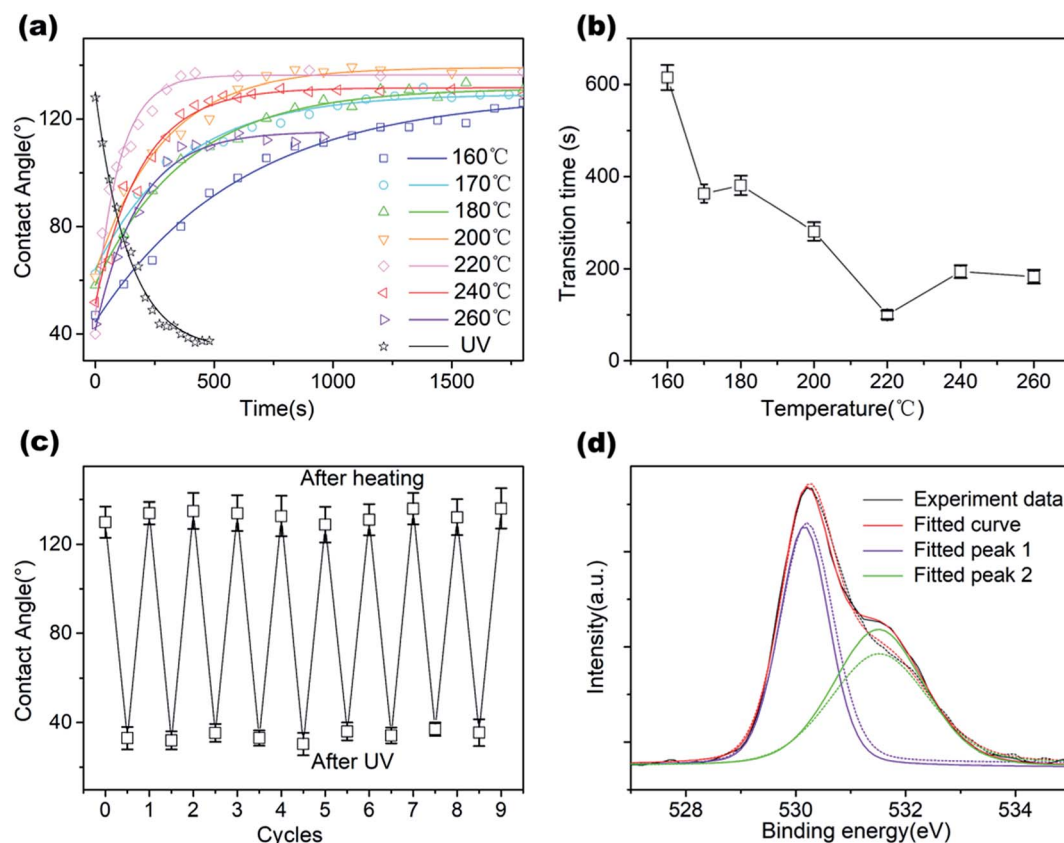 (a)
120
80
40
0
500
1000
1500
Contact Angle(°)
Time(s)
160℃
170℃
180℃
200℃
220℃
240℃
260℃
UV
(b)
600
400
200
0
160
180
200
220
240
260
Transition time (s)
Temperature(℃)
(c)
After heating
After UV
120
80
40
0
1
2
3
4
5
6
7
8
9
Contact Angle(°)
Cycles
(d)
Experiment data
Fitted curve
Fitted peak 1
Fitted peak 2
Intensity(a.u.)
528
530
532
534
Binding energy(eV)